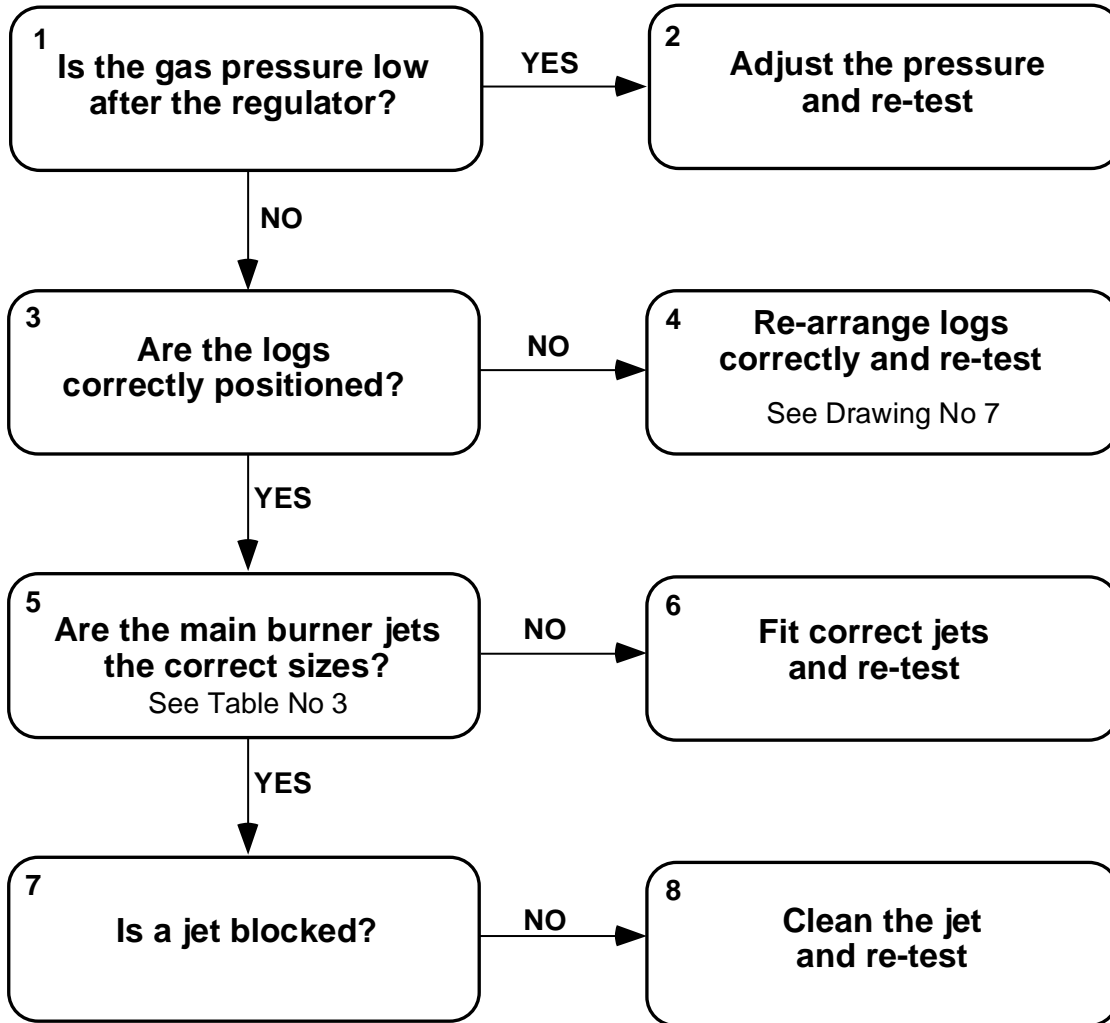 1
Is the gas pressure low
after the regulator?
YES
2
Adjust the pressure
and re-test
NO
3
Are the logs
correctly positioned?
NO
4
Re-arrange logs
correctly and re-test
See Drawing No 7
YES
5
Are the main burner jets
the correct sizes?
See Table No 3
NO
6
Fit correct jets
and re-test
YES
7
Is a jet blocked?
NO
8
Clean the jet
and re-test